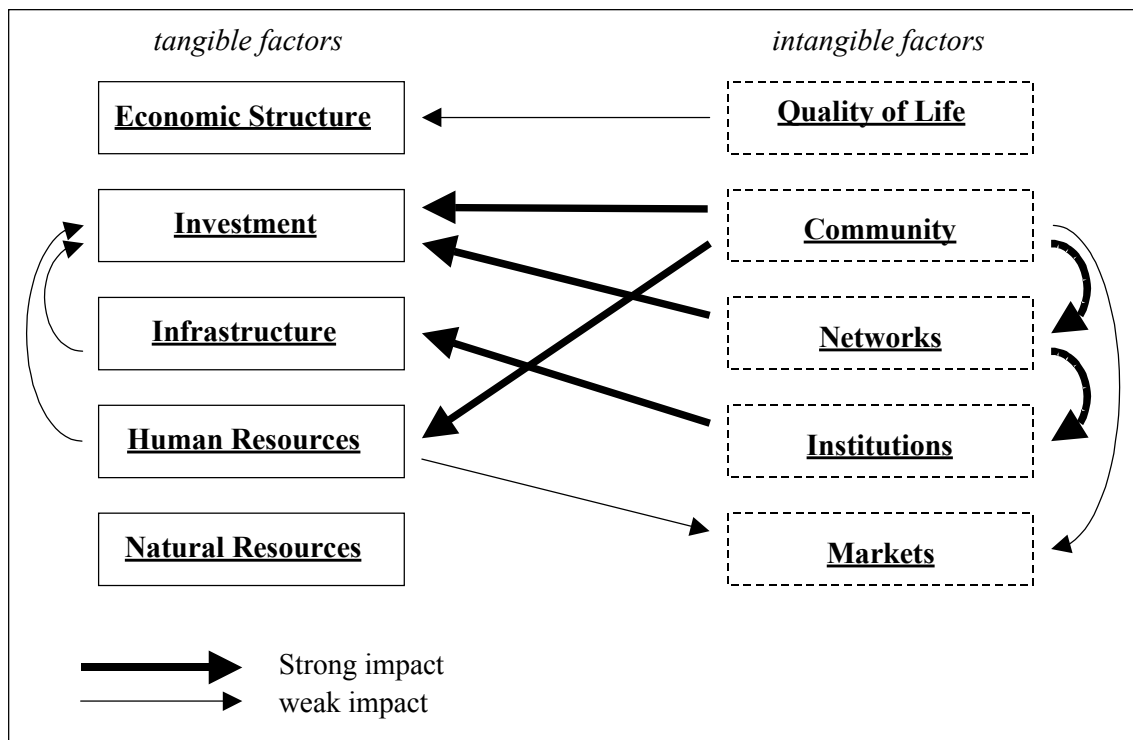 tangible factors
intangible factors
Economic Structure
Quality of Life
Investment
Community
Infrastructure
Networks
Human Resources
Institutions
Natural Resources
Markets
Strong impact
weak impact